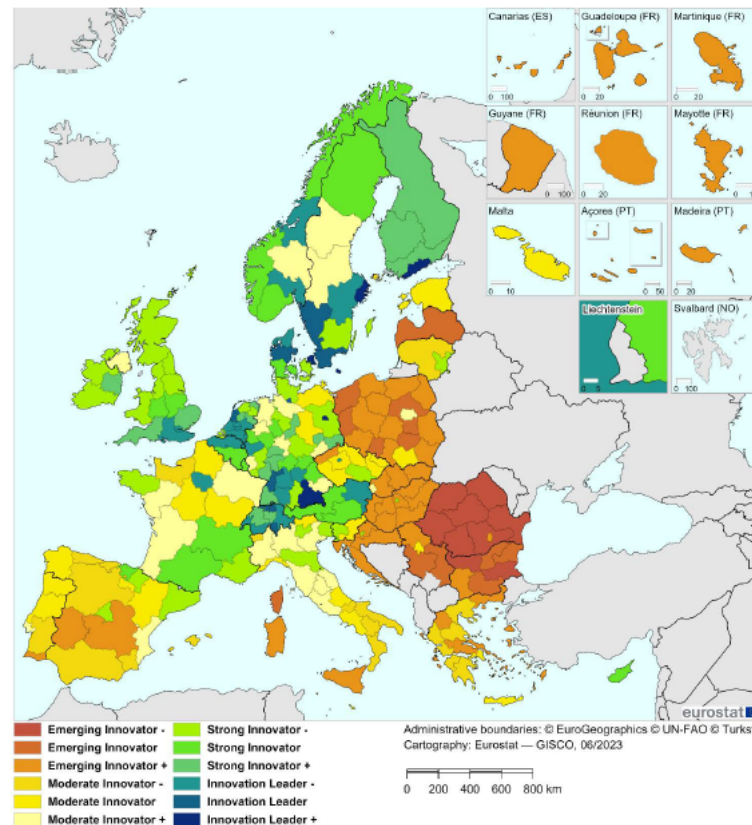 Canarias (ES)
0 100
Guadeloupe (FR)
0 20
Martinique (FR)
0 20
Guyane (FR)
0 100
Réunion (FR)
0 20
Mayotte (FR)
0
Malta
0 10
Açores (PT)
0 50
Madeira (PT)
0 20
Liechtenstein
0 5
Svalbard (NO)
0 100
eurostat
Emerging Innovator -
Emerging Innovator
Emerging Innovator +
Moderate Innovator -
Moderate Innovator
Moderate Innovator +
Strong Innovator -
Strong Innovator
Strong Innovator +
Innovation Leader -
Innovation Leader
Innovation Leader +
Administrative boundaries: © EuroGeographics © UN-FAO © Turkst
Cartography: Eurostat — GISCO, 06/2023
0 200 400 600 800 km